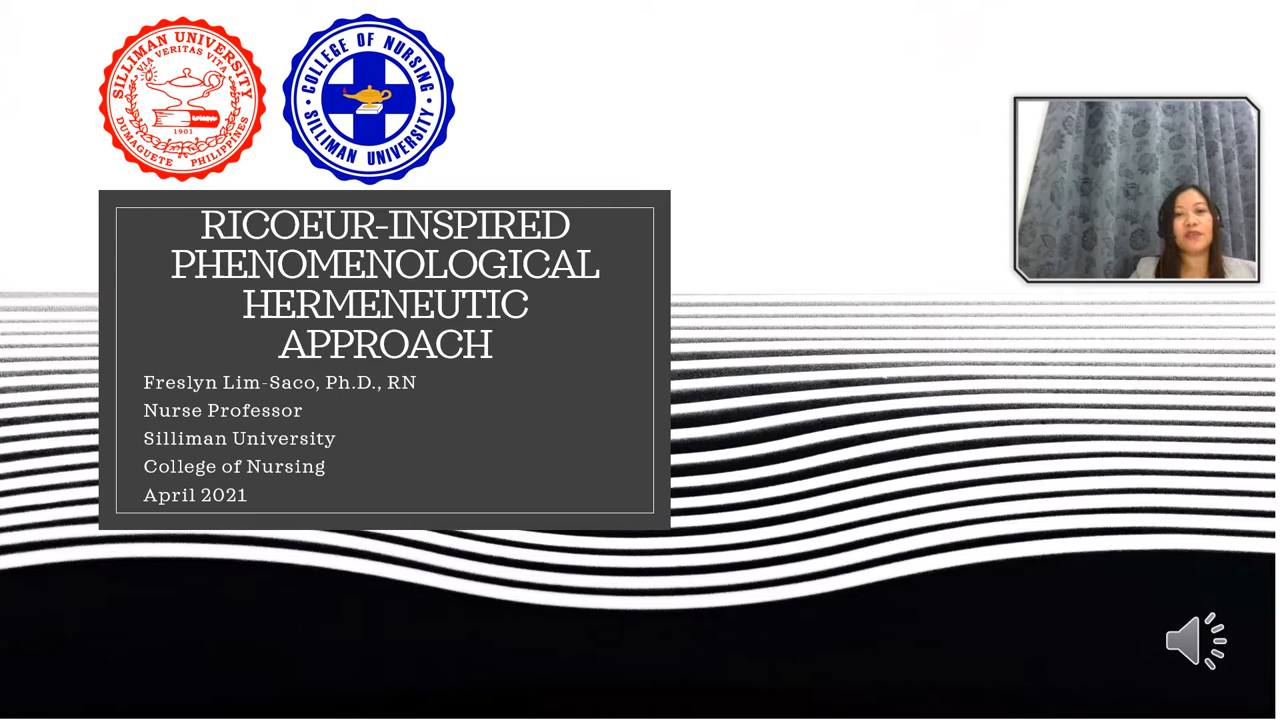 SILLIMAN UNIVERSITY
VIA VERITAS VITA
1901
DUMAGUETE PHILIPPINES
COLLEGE OF NURSING
SILLIMAN UNIVERSITY
RICOEUR-INSPIRED
PHENOMENOLOGICAL
HERMENEUTIC
APPROACH
Freslyn Lim-Saco, Ph.D., RN
Nurse Professor
Silliman University
College of Nursing
April 2021